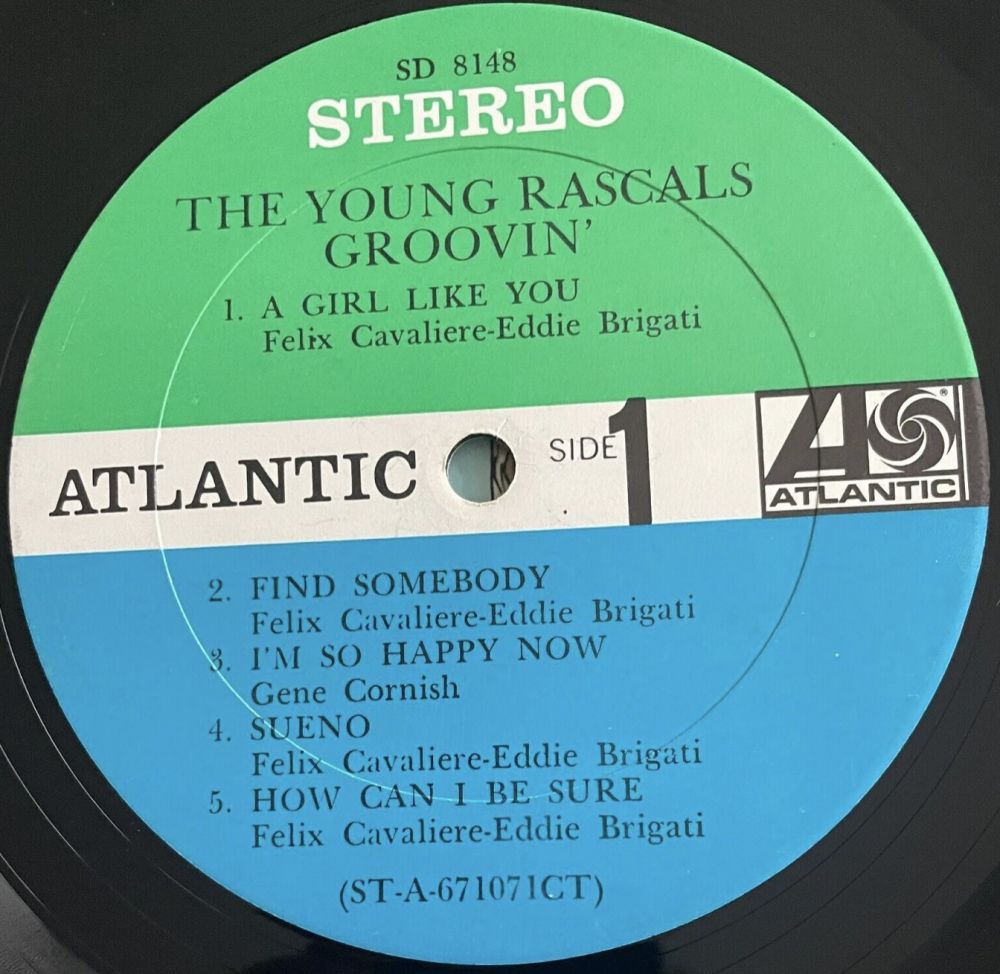 SD 8148
STEREO
THE YOUNG RASCALS
GROOVIN'
1. A GIRL LIKE YOU
Felix Cavaliere-Eddie Brigati
ATLANTIC
SIDE 1
®
ATLANTIC
2. FIND SOMEBODY
Felix Cavaliere-Eddie Brigati
3. I'M SO HAPPY NOW
Gene Cornish
4. SUENO
Felix Cavaliere-Eddie Brigati
5. HOW CAN I BE SURE
Felix Cavaliere-Eddie Brigati
(ST-A-671071CT)